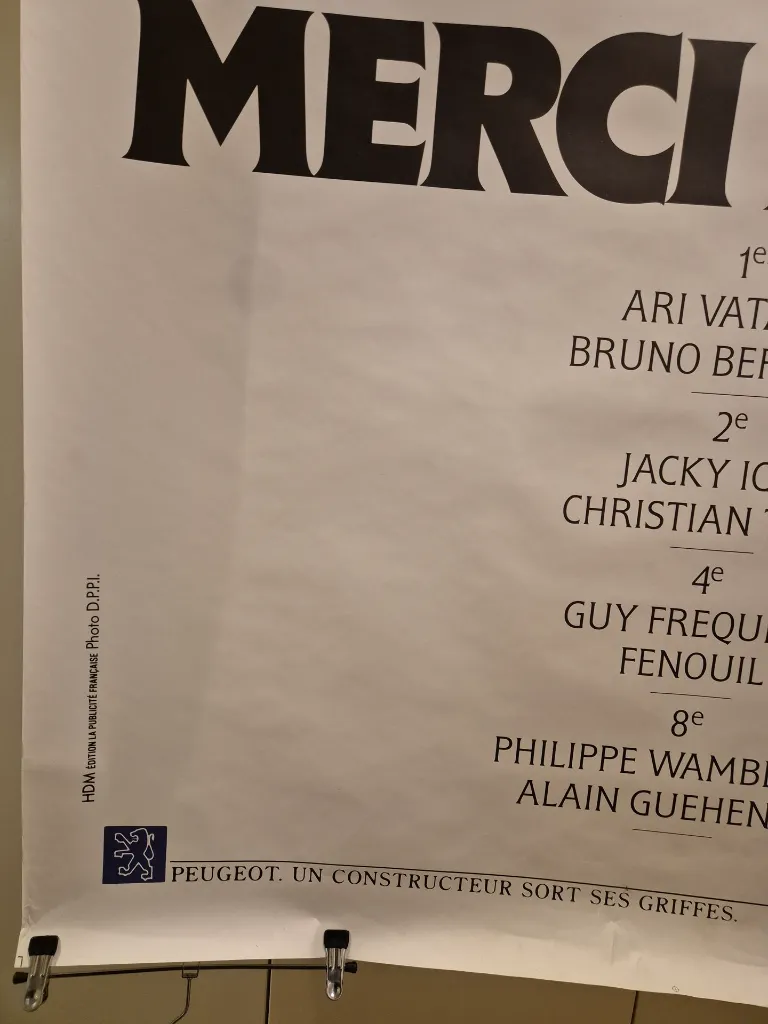 MERCI
1e
ARI VATA
BRUNO BER
2e
JACKY IC
CHRISTIAN
4e
GUY FREQU
FENOUIL
8e
PHILIPPE WAMB
ALAIN GUEHEN
HDM ÉDITION LA PUBLICITÉ FRANÇAISE Photo D.P.P.I.
PEUGEOT. UN CONSTRUCTEUR SORT SES GRIFFES.